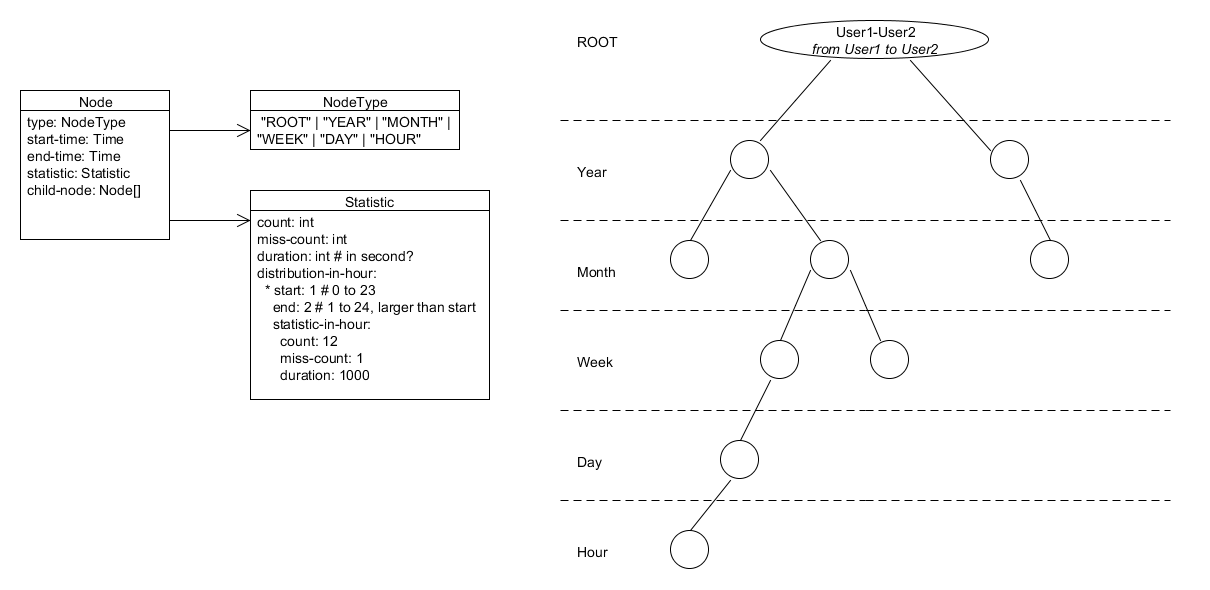 Node
type: NodeType
start-time: Time
end-time: Time
statistic: Statistic
child-node: Node[]
NodeType
"ROOT" | "YEAR" | "MONTH" |
"WEEK" | "DAY" | "HOUR"
Statistic
count: int
miss-count: int
duration: int # in second?
distribution-in-hour:
* start: 1 # 0 to 23
end: 2 # 1 to 24, larger than start
statistic-in-hour:
count: 12
miss-count: 1
duration: 1000
ROOT
User1-User2
from User1 to User2
Year
Month
Week
Day
Hour